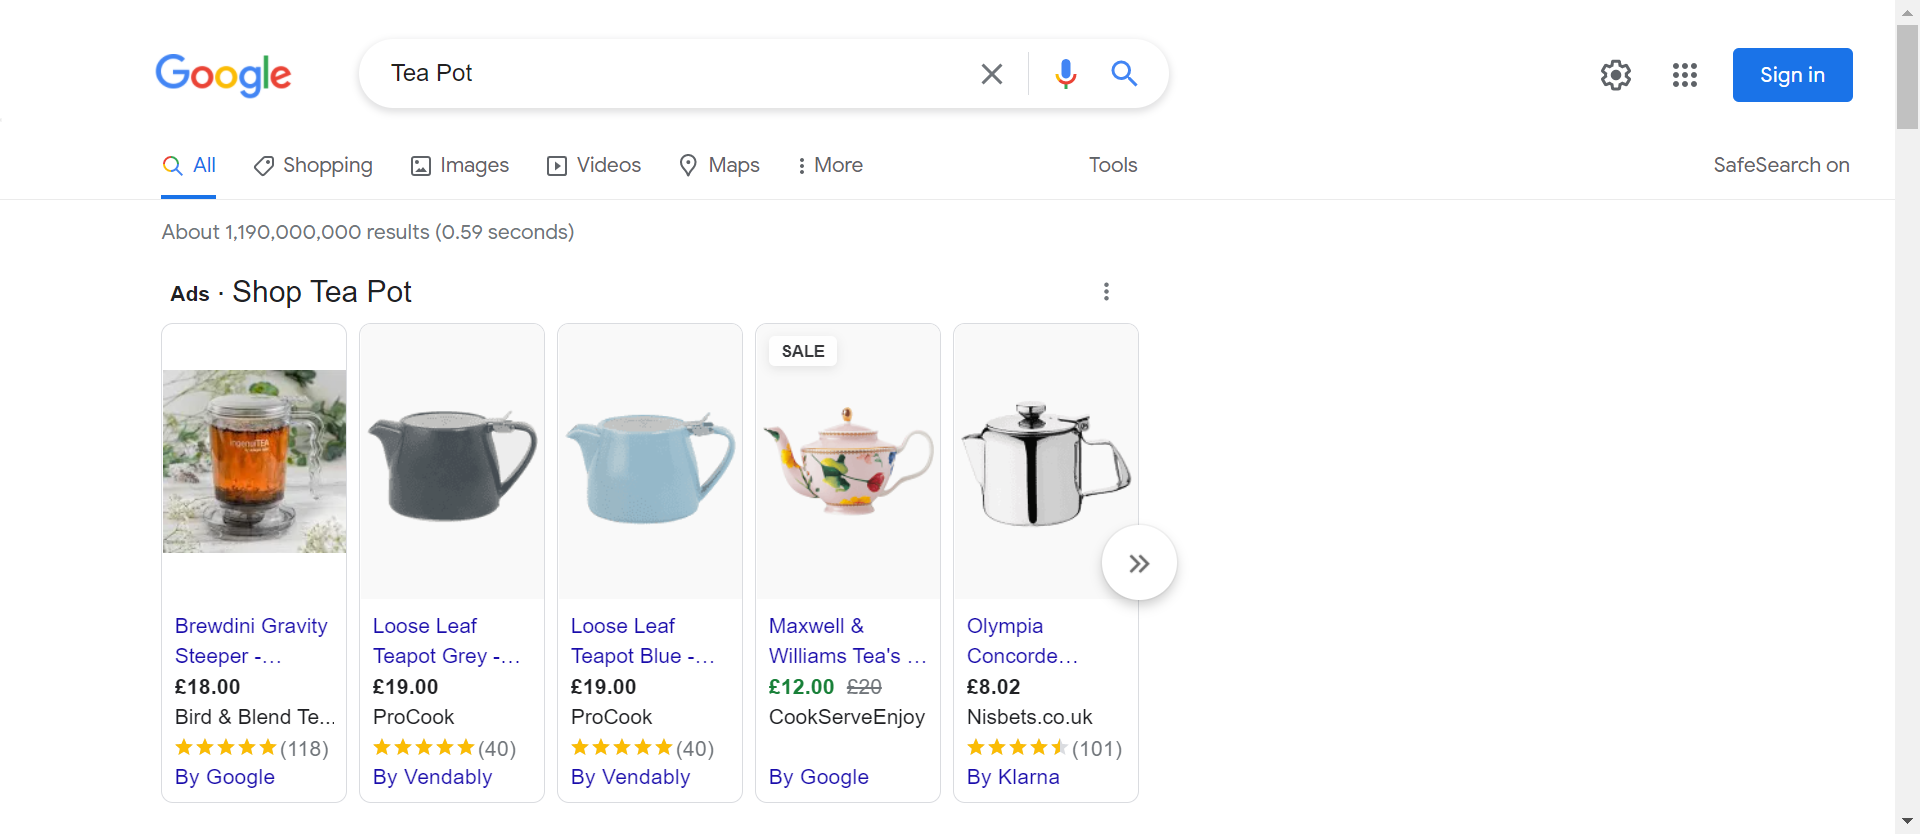 Google
Tea Pot
Sign in
All
Shopping
Images
Videos
Maps
More
Tools
SafeSearch on
About 1,190,000,000 results (0.59 seconds)
Ads · Shop Tea Pot
ingenuiTEA
Brewdini Gravity
Steeper -...
£18.00
Bird & Blend Te...
(118)
By Google
Loose Leaf
Teapot Grey -...
£19.00
ProCook
(40)
By Vendably
Loose Leaf
Teapot Blue -...
£19.00
ProCook
(40)
By Vendably
SALE
Maxwell &
Williams Tea's ...
£12.00 £20
CookServeEnjoy
By Google
Olympia
Concorde...
£8.02
Nisbets.co.uk
(101)
By Klarna